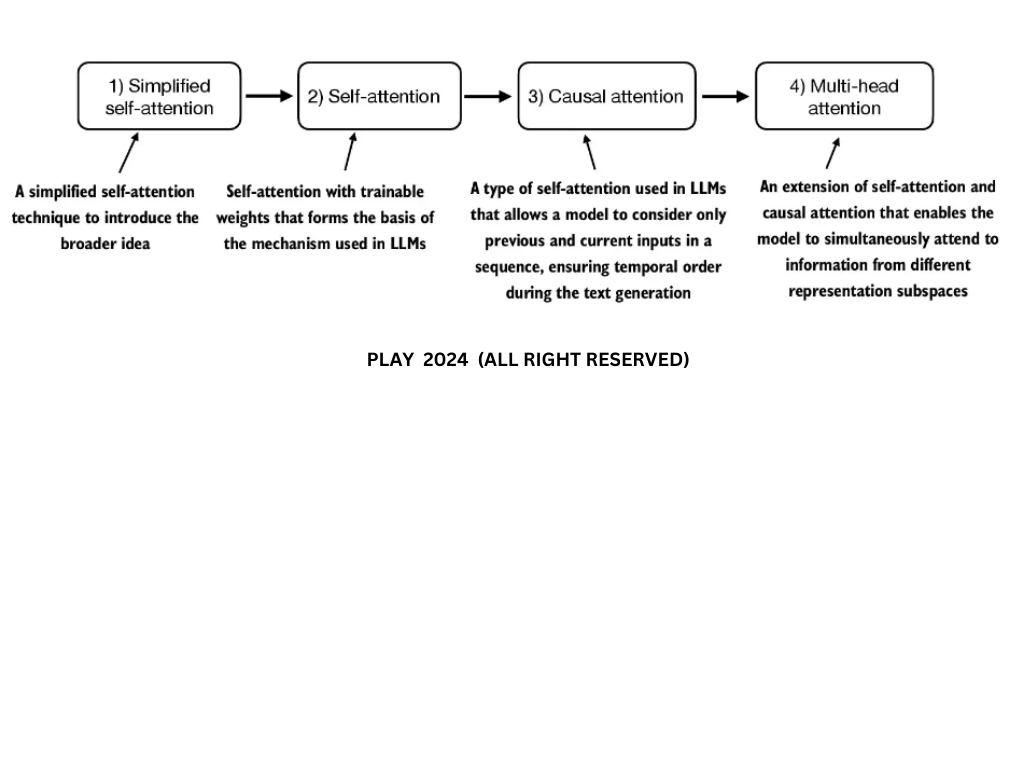 1) Simplified
self-attention
2) Self-attention
3) Causal attention
4) Multi-head
attention
A simplified self-attention
technique to introduce the
broader idea
Self-attention with trainable
weights that forms the basis of
the mechanism used in LLMs
A type of self-attention used in LLMs
that allows a model to consider only
previous and current inputs in a
sequence, ensuring temporal order
during the text generation
An extension of self-attention and
causal attention that enables the
model to simultaneously attend to
information from different
representation subspaces
PLAY 2024 (ALL RIGHT RESERVED)